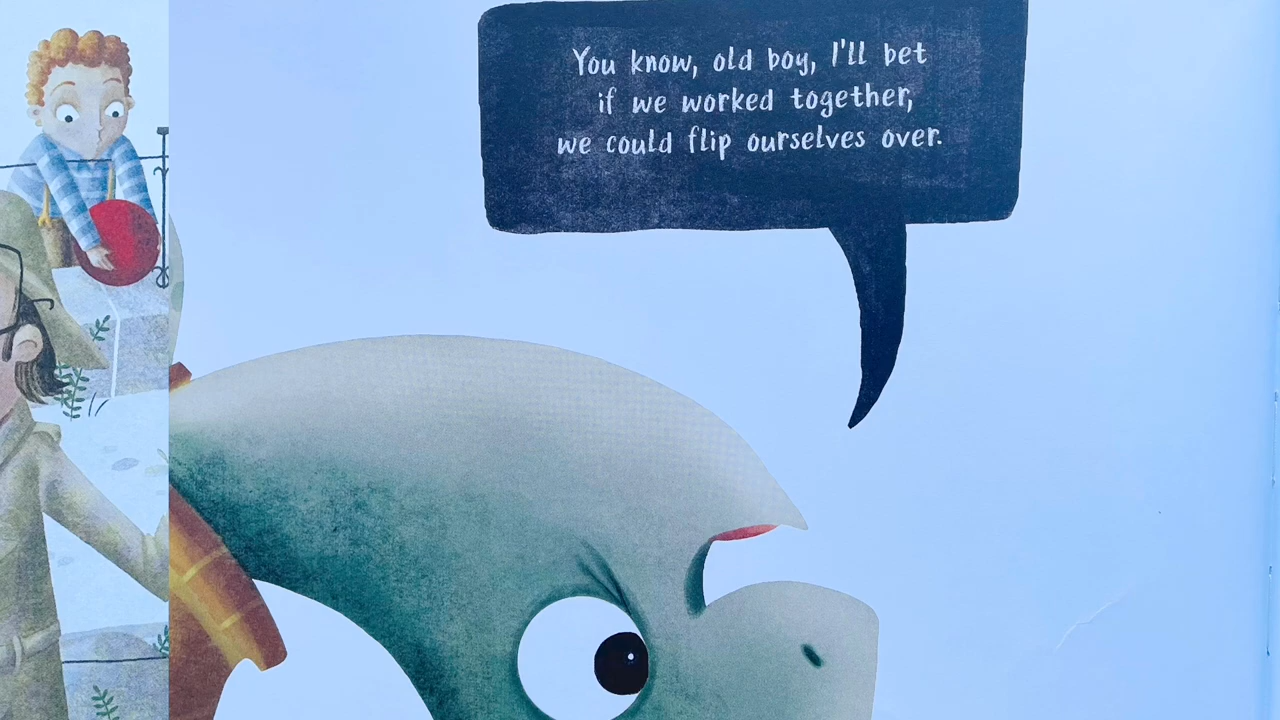 You know, old boy, I'll bet
if we worked together,
we could flip ourselves over.